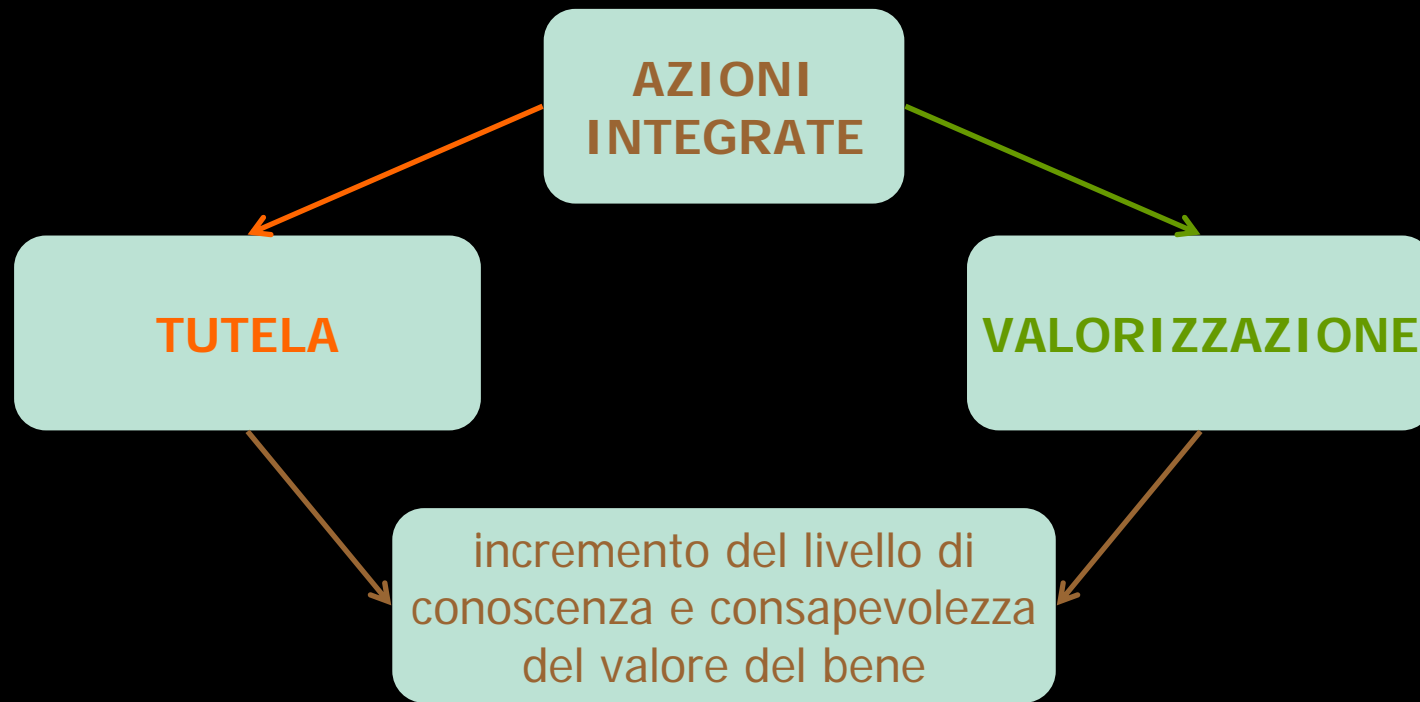 AZIONI
INTEGRATE
TUTELA
VALORIZZAZIONE
incremento del livello di
conoscenza e consapevolezza
del valore del bene